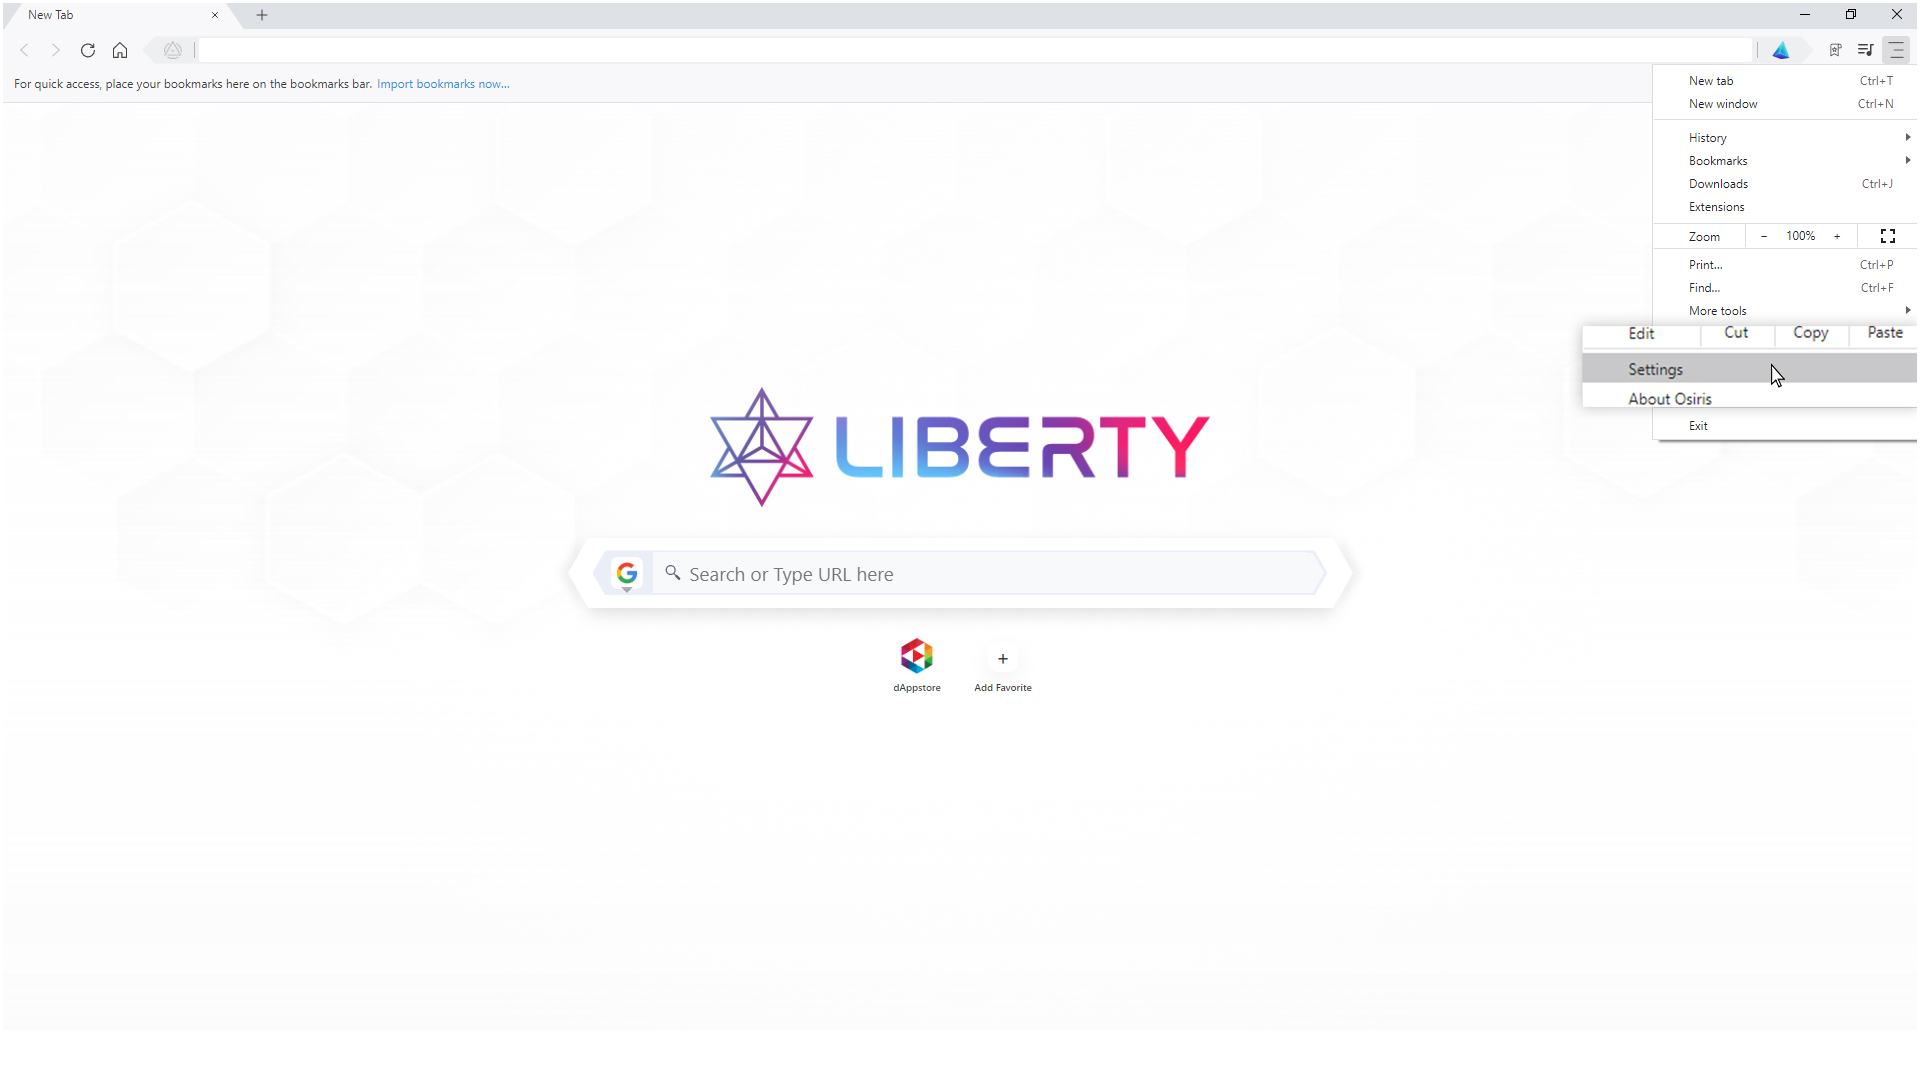 New Tab
For quick access, place your bookmarks here on the bookmarks bar. Import bookmarks now...
New tab Ctrl+T
New window Ctrl+N
History
Bookmarks
Downloads Ctrl+J
Extensions
Zoom − 100% +
Print... Ctrl+P
Find... Ctrl+F
More tools
Edit Cut Copy Paste
Settings
About Osiris
Exit
LIBERTY
G Search or Type URL here
dAppstore Add Favorite